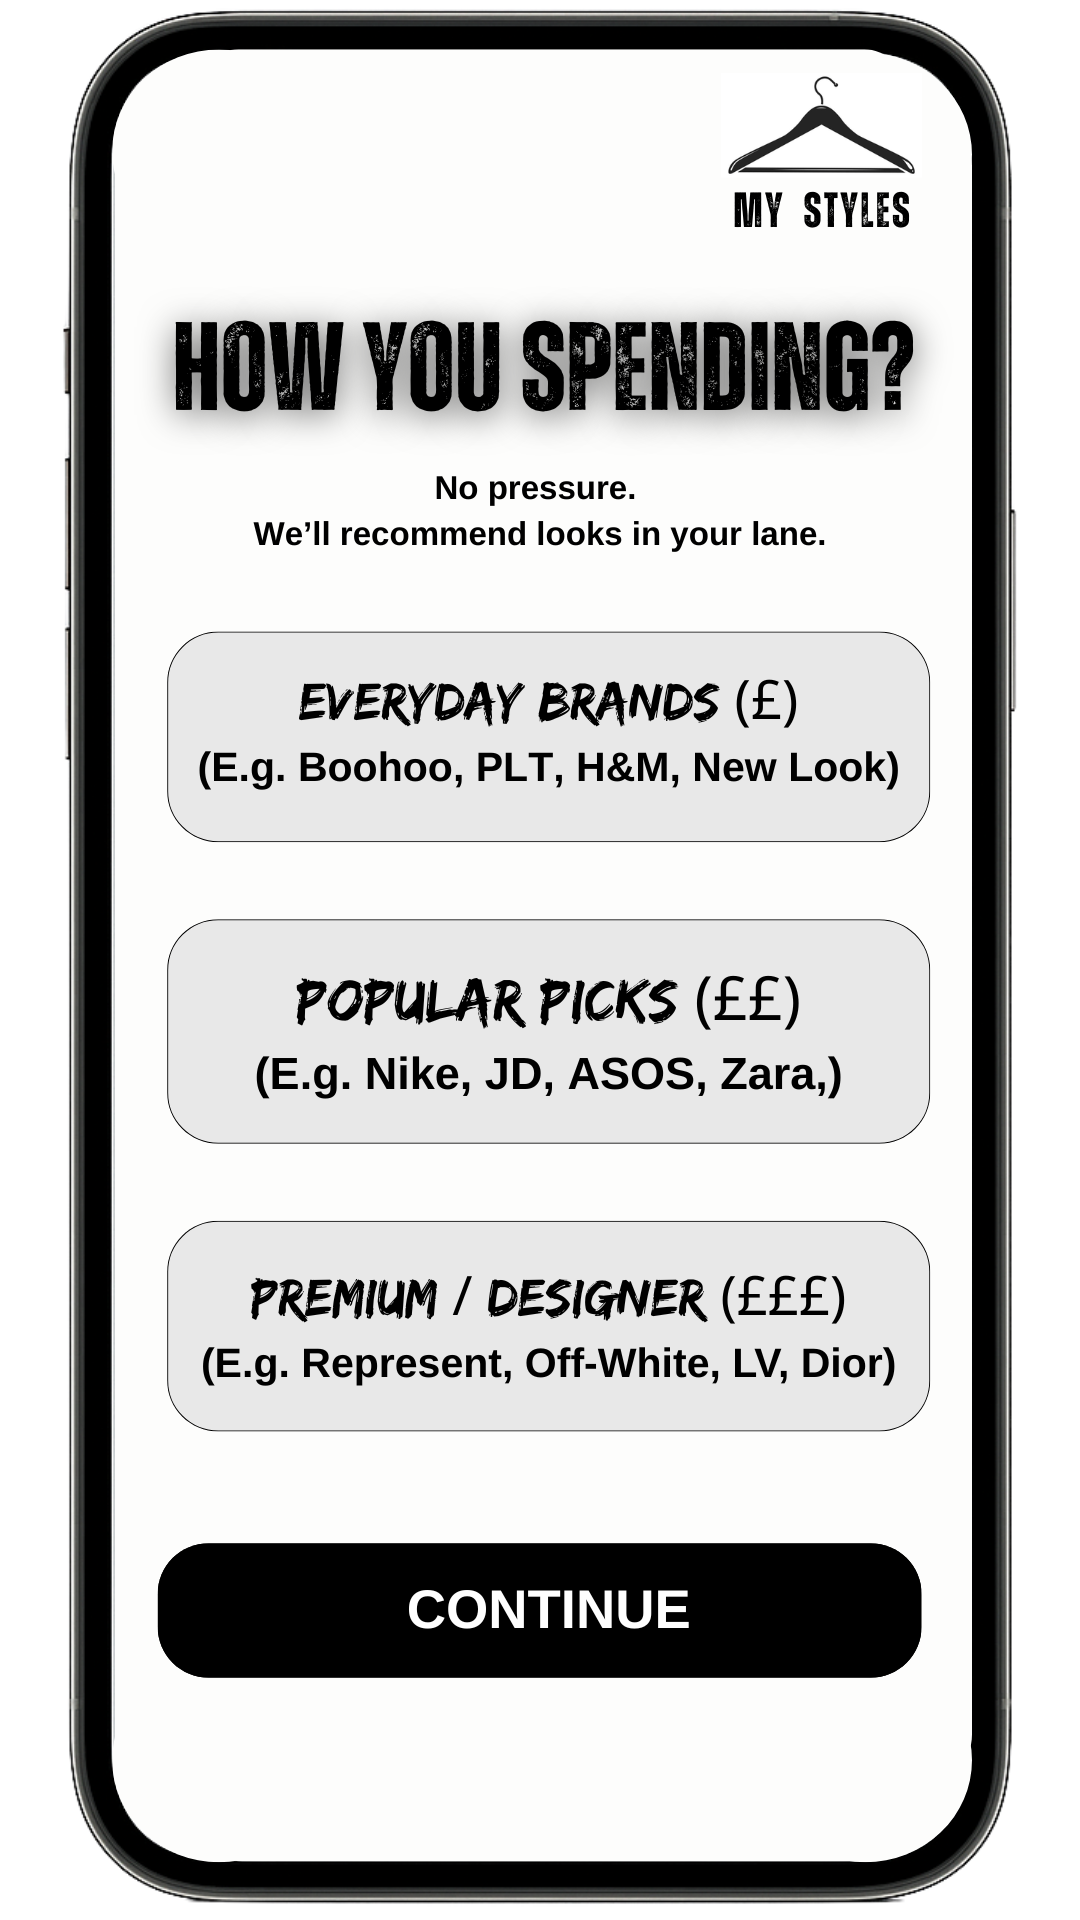 MY STYLES
HOW YOU SPENDING?
No pressure.
We’ll recommend looks in your lane.
EVERYDAY BRANDS (£)
(E.g. Boohoo, PLT, H&M, New Look)
POPULAR PICKS (££)
(E.g. Nike, JD, ASOS, Zara,)
PREMIUM / DESIGNER (£££)
(E.g. Represent, Off-White, LV, Dior)
CONTINUE